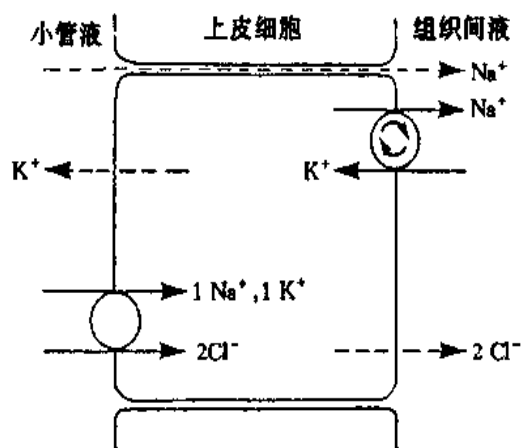 小管液 上皮细胞 组织间液
Na⁺
Na⁺
K⁺ K⁺
1 Na⁺,1 K⁺
2Cl⁻ 2 Cl⁻